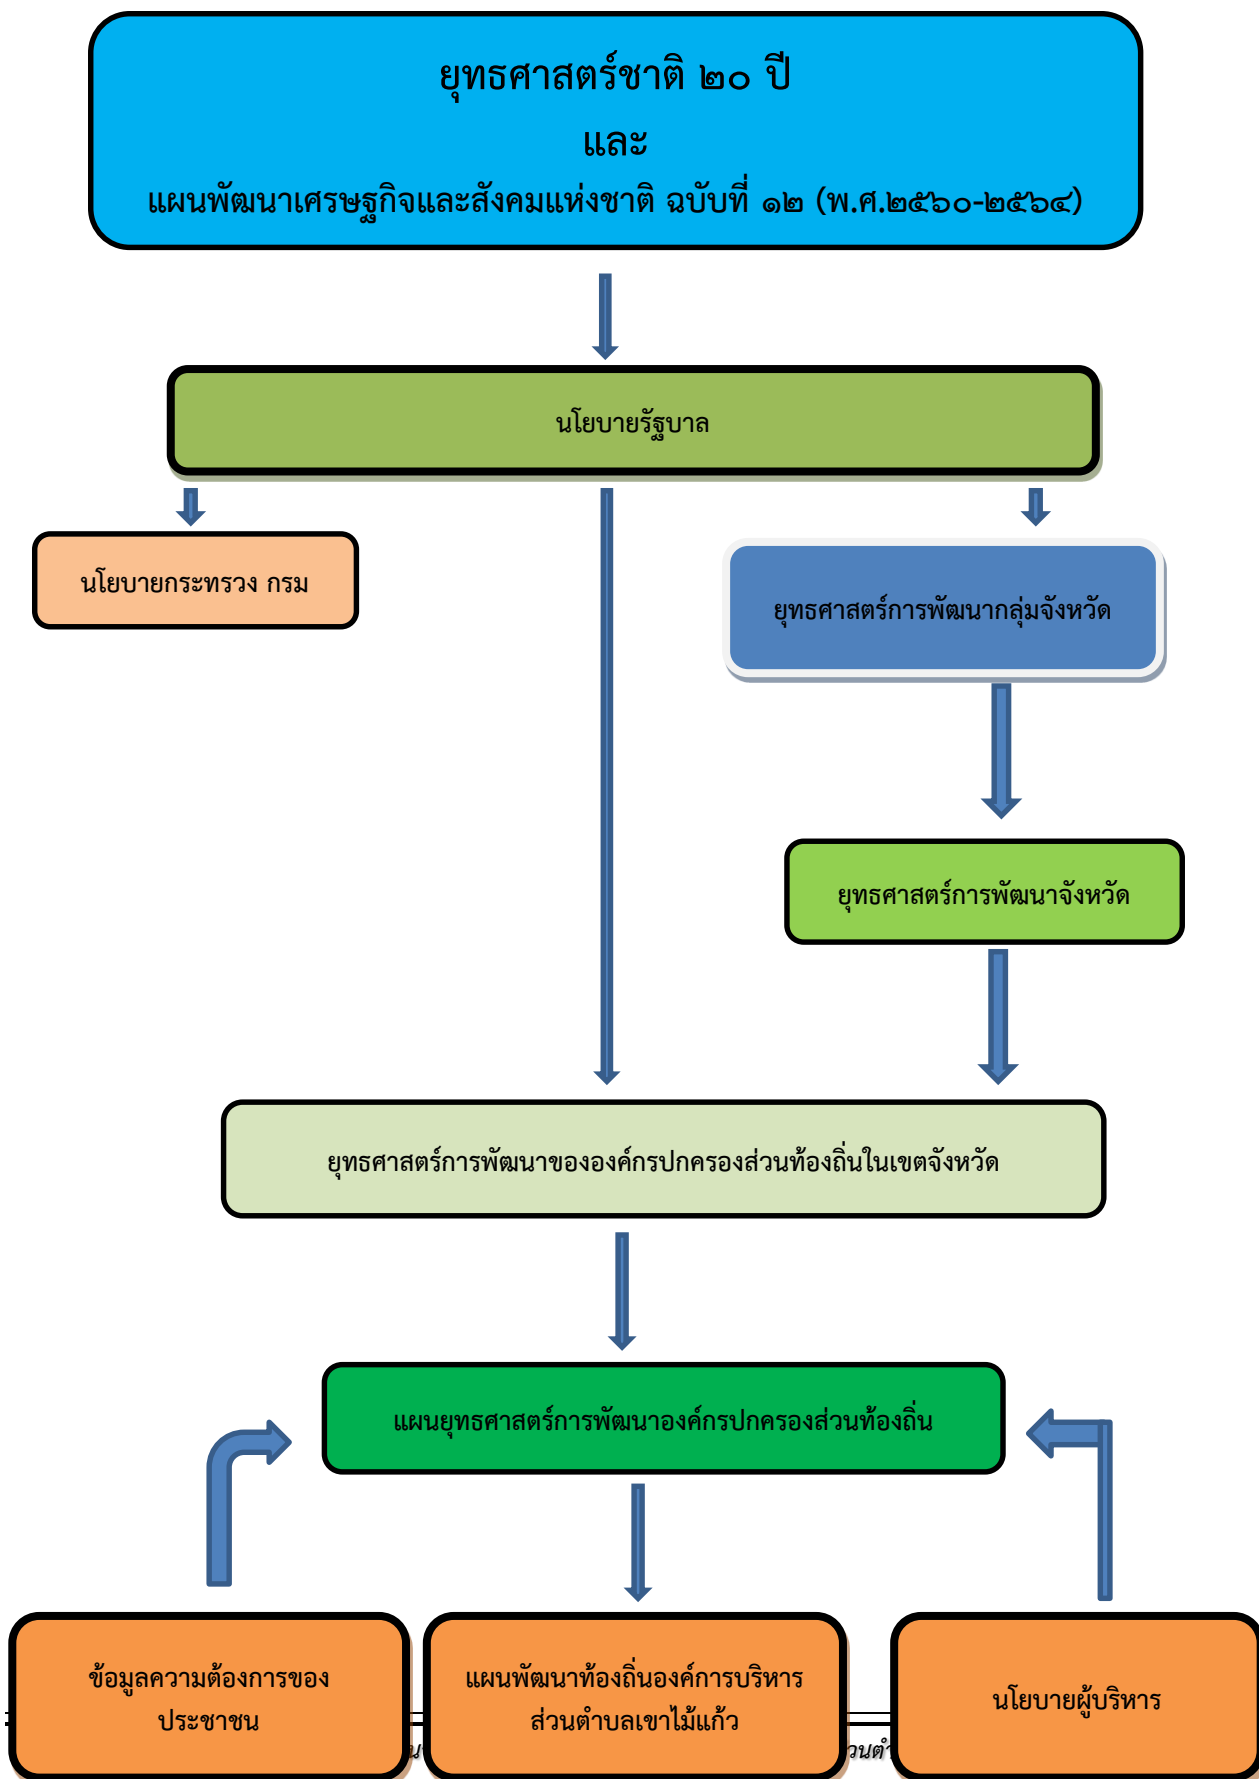 ยุทธศาสตร์ชาติ ๒๐ ปี
และ
แผนพัฒนาเศรษฐกิจและสังคมแห่งชาติ ฉบับที่ ๑๒ (พ.ศ.๒๕๖๐-๒๕๖๔)
นโยบายรัฐบาล
นโยบายกระทรวง กรม
ยุทธศาสตร์การพัฒนากลุ่มจังหวัด
ยุทธศาสตร์การพัฒนาจังหวัด
ยุทธศาสตร์การพัฒนาขององค์กรปกครองส่วนท้องถิ่นในเขตจังหวัด
แผนยุทธศาสตร์การพัฒนาองค์กรปกครองส่วนท้องถิ่น
ข้อมูลความต้องการของ
ประชาชน
แผนพัฒนาท้องถิ่นองค์การบริหาร
ส่วนตำบลเขาไม้แก้ว
นโยบายผู้บริหาร